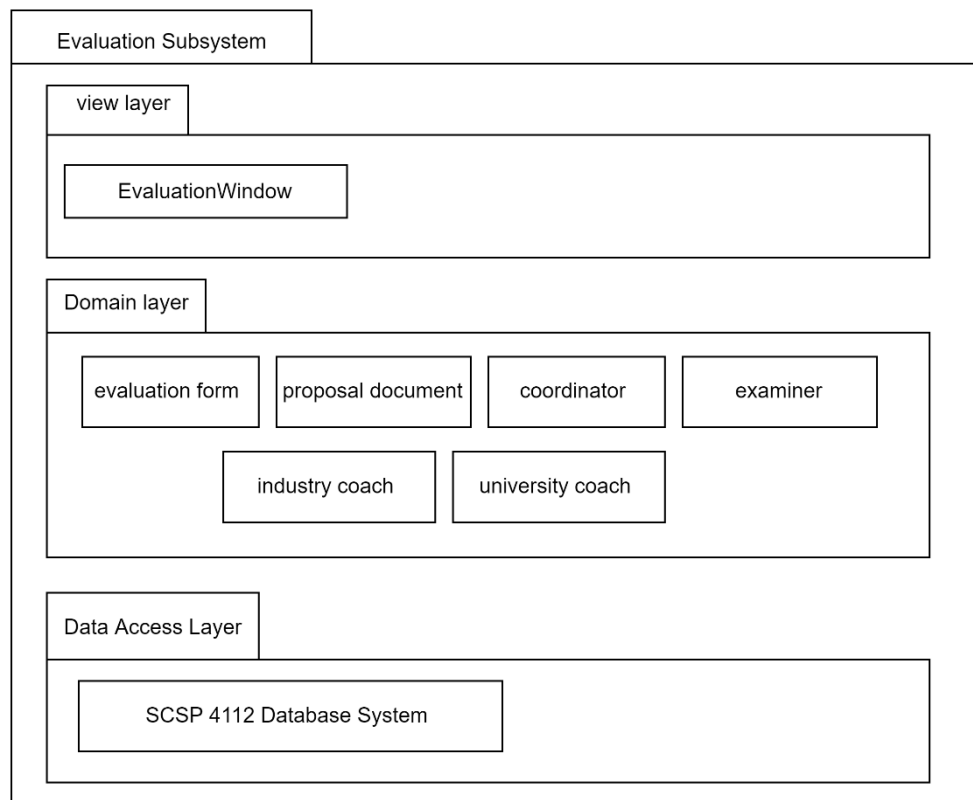 Evaluation Subsystem
view layer
EvaluationWindow
Domain layer
evaluation form
proposal document
coordinator
examiner
industry coach
university coach
Data Access Layer
SCSP 4112 Database System